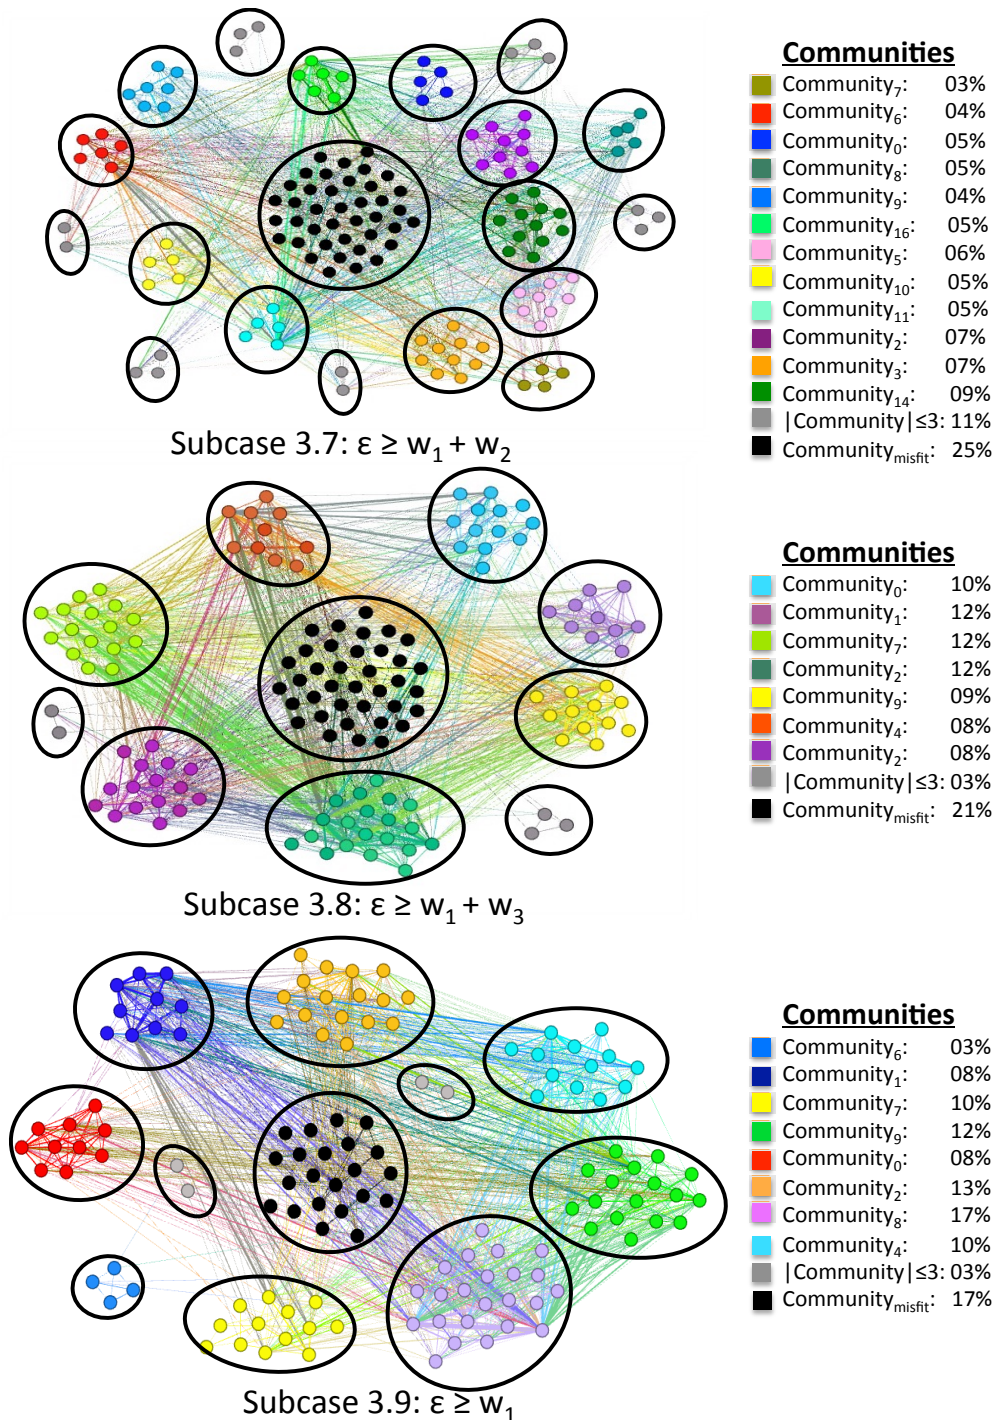 Communities
Community₇: 03%
Community₆: 04%
Community₀: 05%
Community₈: 05%
Community₉: 04%
Community₁₆: 05%
Community₅: 06%
Community₁₀: 05%
Community₁₁: 05%
Community₂: 07%
Community₃: 07%
Community₁₄: 09%
|Community|≤3: 11%
Community_misfit: 25%
Subcase 3.7: ε ≥ w₁ + w₂
Communities
Community₀: 10%
Community₁: 12%
Community₇: 12%
Community₂: 12%
Community₉: 09%
Community₄: 08%
Community₂: 08%
|Community|≤3: 03%
Community_misfit: 21%
Subcase 3.8: ε ≥ w₁ + w₃
Communities
Community₆: 03%
Community₁: 08%
Community₇: 10%
Community₉: 12%
Community₀: 08%
Community₂: 13%
Community₈: 17%
Community₄: 10%
|Community|≤3: 03%
Community_misfit: 17%
Subcase 3.9: ε ≥ w₁